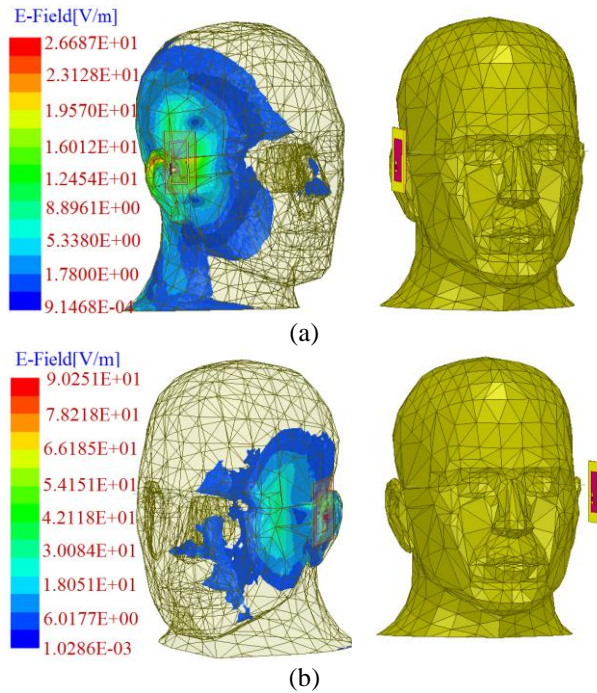 E-Field[V/m]
2.6687E+01
2.3128E+01
1.9570E+01
1.6012E+01
1.2454E+01
8.8961E+00
5.3380E+00
1.7800E+00
9.1468E-04
(a)
E-Field[V/m]
9.0251E+01
7.8218E+01
6.6185E+01
5.4151E+01
4.2118E+01
3.0084E+01
1.8051E+01
6.0177E+00
1.0286E-03
(b)